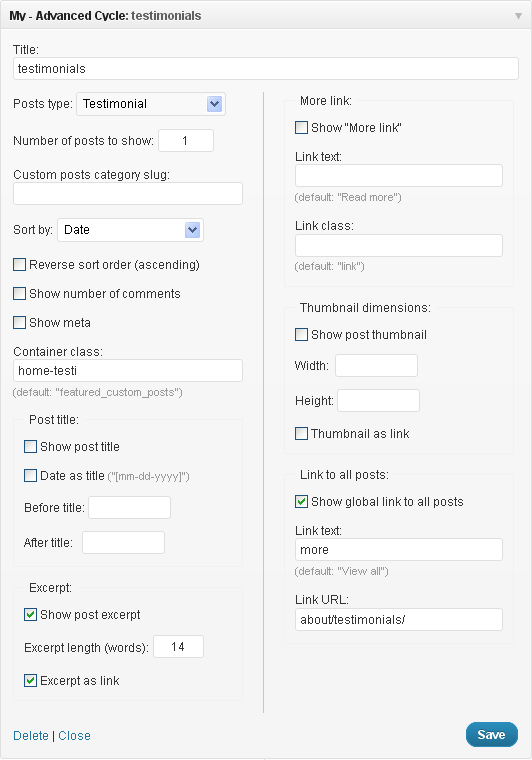 My - Advanced Cycle: testimonials
Title:
testimonials
Posts type: Testimonial
Number of posts to show: 1
Custom posts category slug:
Sort by: Date
Reverse sort order (ascending)
Show number of comments
Show meta
Container class:
home-testi
(default: "featured_custom_posts")
Post title:
Show post title
Date as title ("[mm-dd-yyyy]")
Before title:
After title:
Excerpt:
Show post excerpt
Excerpt length (words): 14
Excerpt as link
More link:
Show "More link"
Link text:
(default: "Read more")
Link class:
(default: "link")
Thumbnail dimensions:
Show post thumbnail
Width:
Height:
Thumbnail as link
Link to all posts:
Show global link to all posts
Link text:
more
(default: "View all")
Link URL:
about/testimonials/
Delete | Close
Save